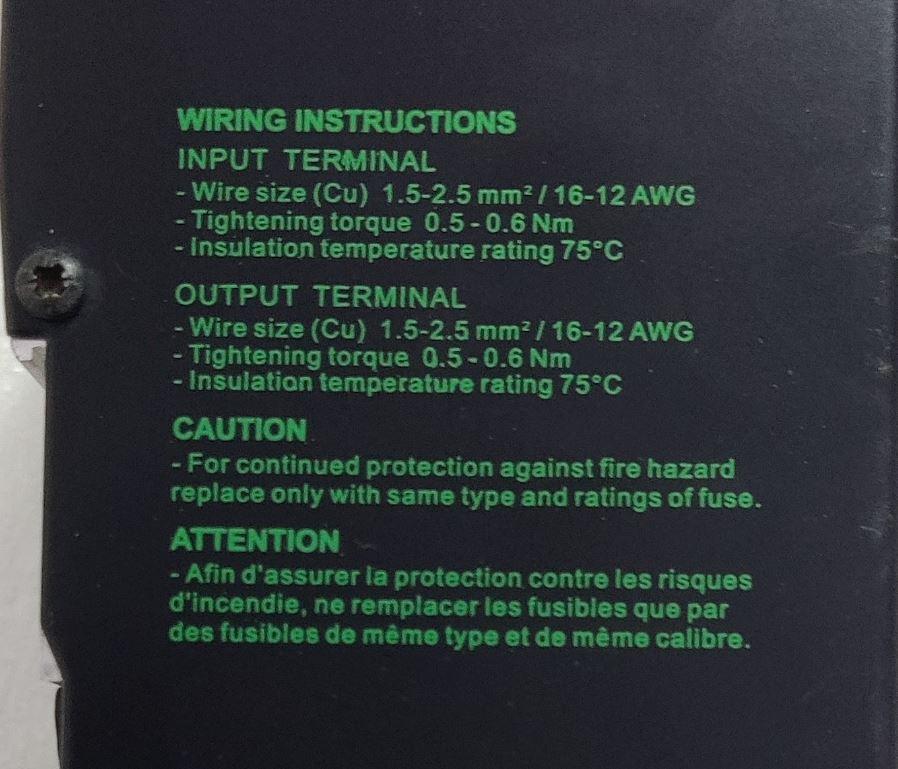 WIRING INSTRUCTIONS
INPUT TERMINAL
- Wire size (Cu) 1.5-2.5 mm² / 16-12 AWG
- Tightening torque 0.5 - 0.6 Nm
- Insulation temperature rating 75°C
OUTPUT TERMINAL
- Wire size (Cu) 1.5-2.5 mm² / 16-12 AWG
- Tightening torque 0.5 - 0.6 Nm
- Insulation temperature rating 75°C
CAUTION
- For continued protection against fire hazard
replace only with same type and ratings of fuse.
ATTENTION
- Afin d'assurer la protection contre les risques
d'incendie, ne remplacer les fusibles que par
des fusibles de même type et de même calibre.